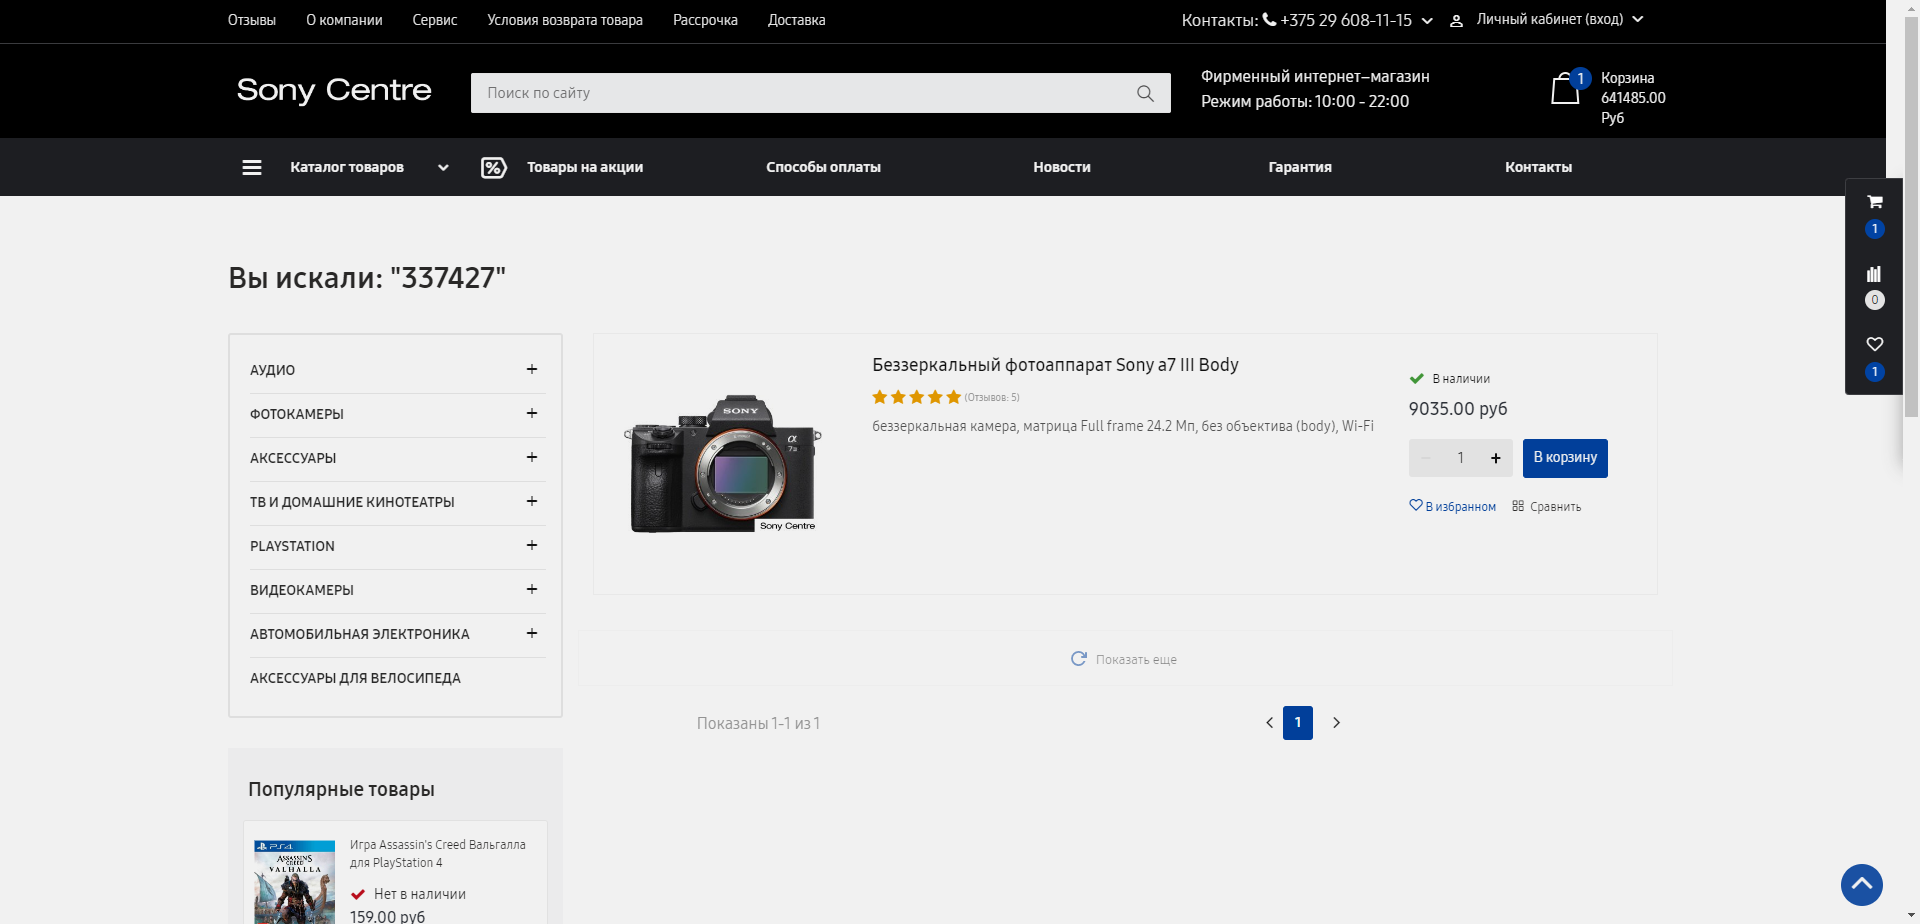 Отзывы
О компании
Сервис
Условия возврата товара
Рассрочка
Доставка
Контакты: +375 29 608-11-15
Личный кабинет (вход)
Sony Centre
Поиск по сайту
Фирменный интернет–магазин
Режим работы: 10:00 - 22:00
1
Корзина
641485.00
Руб
Каталог товаров
%
Товары на акции
Способы оплаты
Новости
Гарантия
Контакты
1
0
1
Вы искали: "337427"
АУДИО +
ФОТОКАМЕРЫ +
АКСЕССУАРЫ +
ТВ И ДОМАШНИЕ КИНОТЕАТРЫ +
PLAYSTATION +
ВИДЕОКАМЕРЫ +
АВТОМОБИЛЬНАЯ ЭЛЕКТРОНИКА +
АКСЕССУАРЫ ДЛЯ ВЕЛОСИПЕДА
SONY
α
Sony Centre
Беззеркальный фотоаппарат Sony a7 III Body
(Отзывов: 5)
беззеркальная камера, матрица Full frame 24.2 Мп, без объектива (body), Wi-Fi
В наличии
9035.00 руб
− 1 +
В корзину
В избранном
Сравнить
Показать еще
Показаны 1-1 из 1
1
Популярные товары
PS4
ASSASSIN'S
CREED
VALHALLA
Игра Assassin's Creed Вальгалла
для PlayStation 4
Нет в наличии
159.00 руб